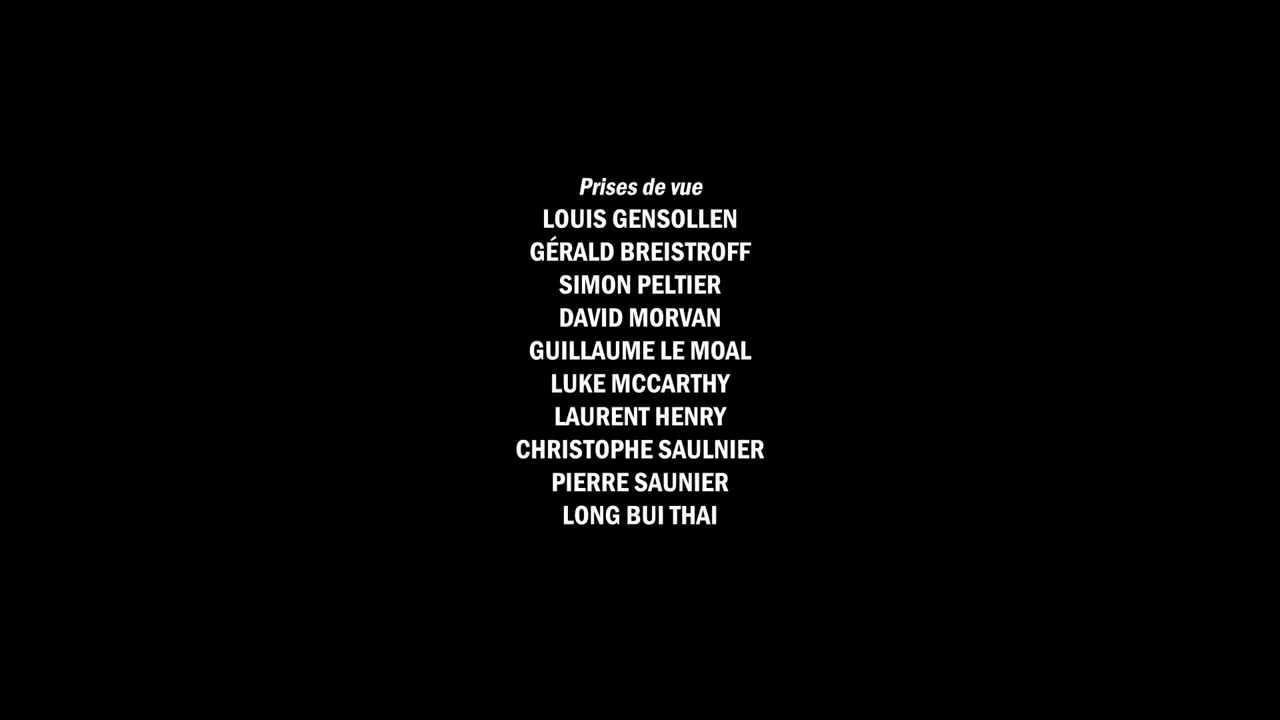 Prises de vue
LOUIS GENSOLLEN
GÉRALD BREISTROFF
SIMON PELTIER
DAVID MORVAN
GUILLAUME LE MOAL
LUKE MCCARTHY
LAURENT HENRY
CHRISTOPHE SAULNIER
PIERRE SAUNIER
LONG BUI THAI